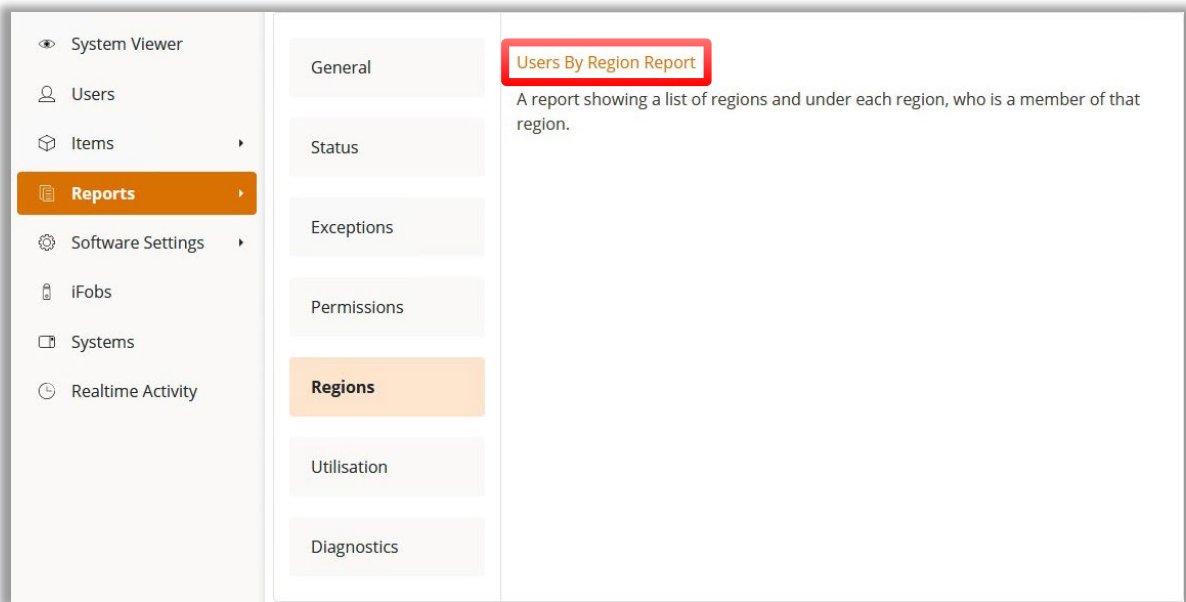 System Viewer
Users
Items
Reports
Software Settings
iFobs
Systems
Realtime Activity
General
Status
Exceptions
Permissions
Regions
Utilisation
Diagnostics
Users By Region Report
A report showing a list of regions and under each region, who is a member of that
region.